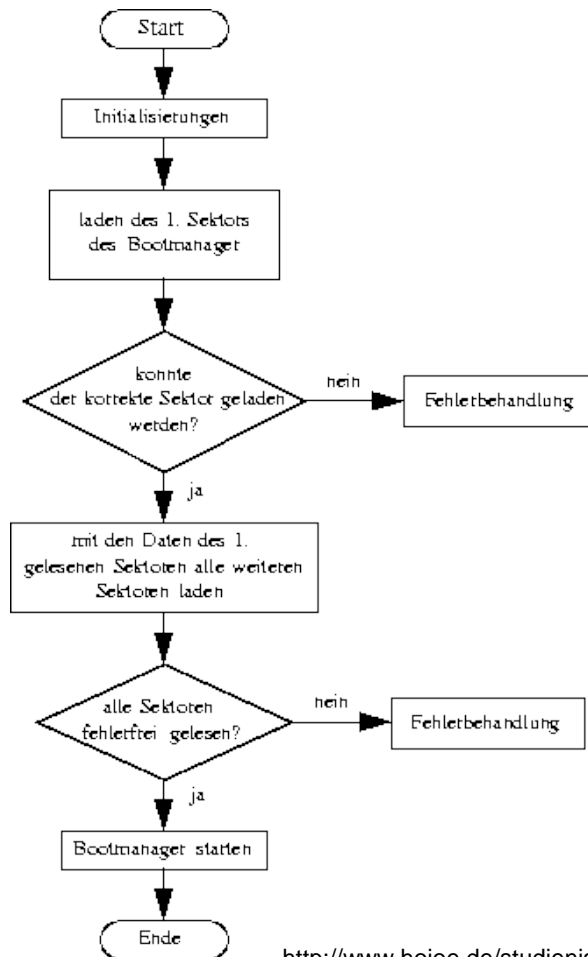 Start
Initialisierungen
laden des 1. Sektors
des Bootmanager
konnte
der korrekte Sektor geladen
werden?
nein
Fehlerbehandlung
ja
mit den Daten des 1.
gelesenen Sektoren alle weiteren
Sektoren laden
alle Sektoren
fehlerfrei gelesen?
nein
Fehlerbehandlung
ja
Bootmanager starten
Ende